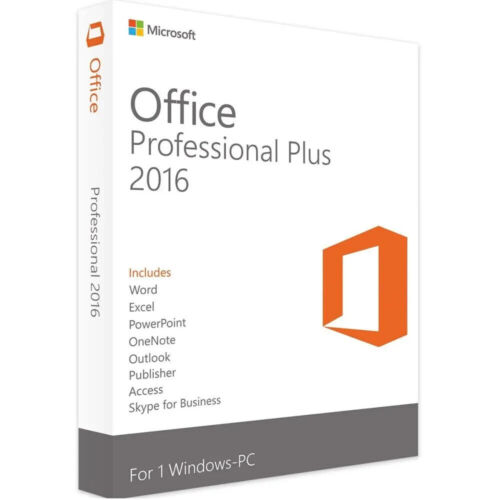 Office
Professional 2016
Microsoft
Office
Professional Plus
2016
Includes
Word
Excel
PowerPoint
OneNote
Outlook
Publisher
Access
Skype for Business
For 1 Windows-PC